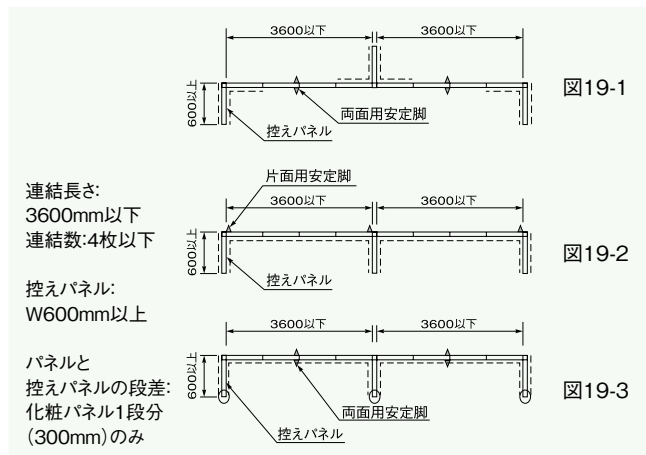 3600以下
3600以下
600以上
両面用安定脚
控えパネル
図19-1
連結長さ:
3600mm以下
連結数:4枚以下
控えパネル:
W600mm以上
パネルと
控えパネルの段差:
化粧パネル1段分
(300mm)のみ
片面用安定脚
3600以下
3600以下
600以上
控えパネル
図19-2
3600以下
3600以下
600以上
両面用安定脚
控えパネル
図19-3